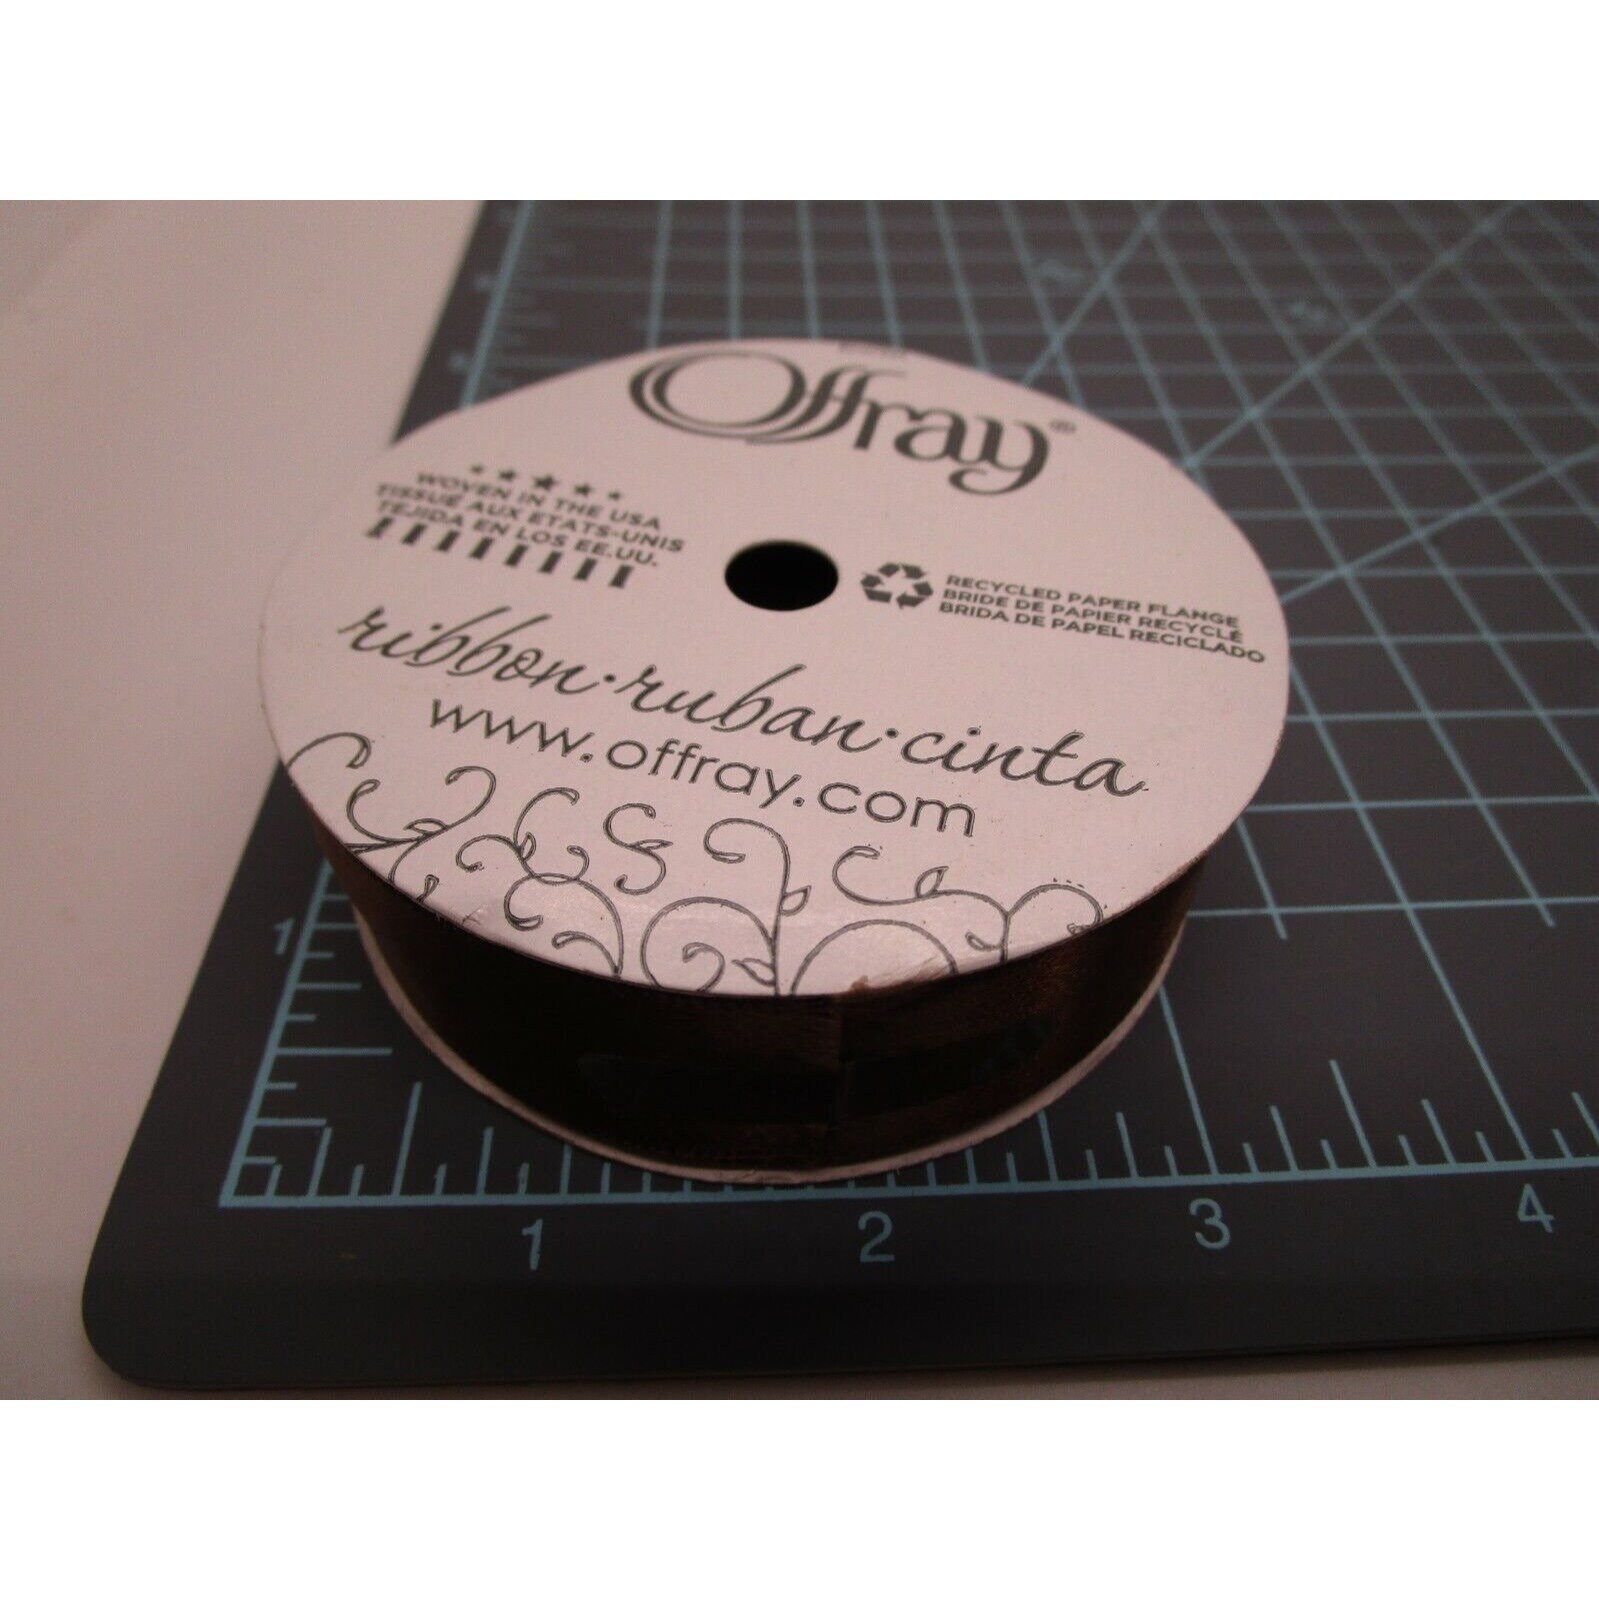 Offray®
WOVEN IN THE USA
TISSUÉ AUX ETATS-UNIS
TEJIDA EN LOS EE.UU.
RECYCLED PAPER FLANGE
BRIDE DE PAPIER RECYCLÉ
BRIDA DE PAPEL RECICLADO
ribbon·ruban·cinta
www.offray.com
1
1 2 3 4